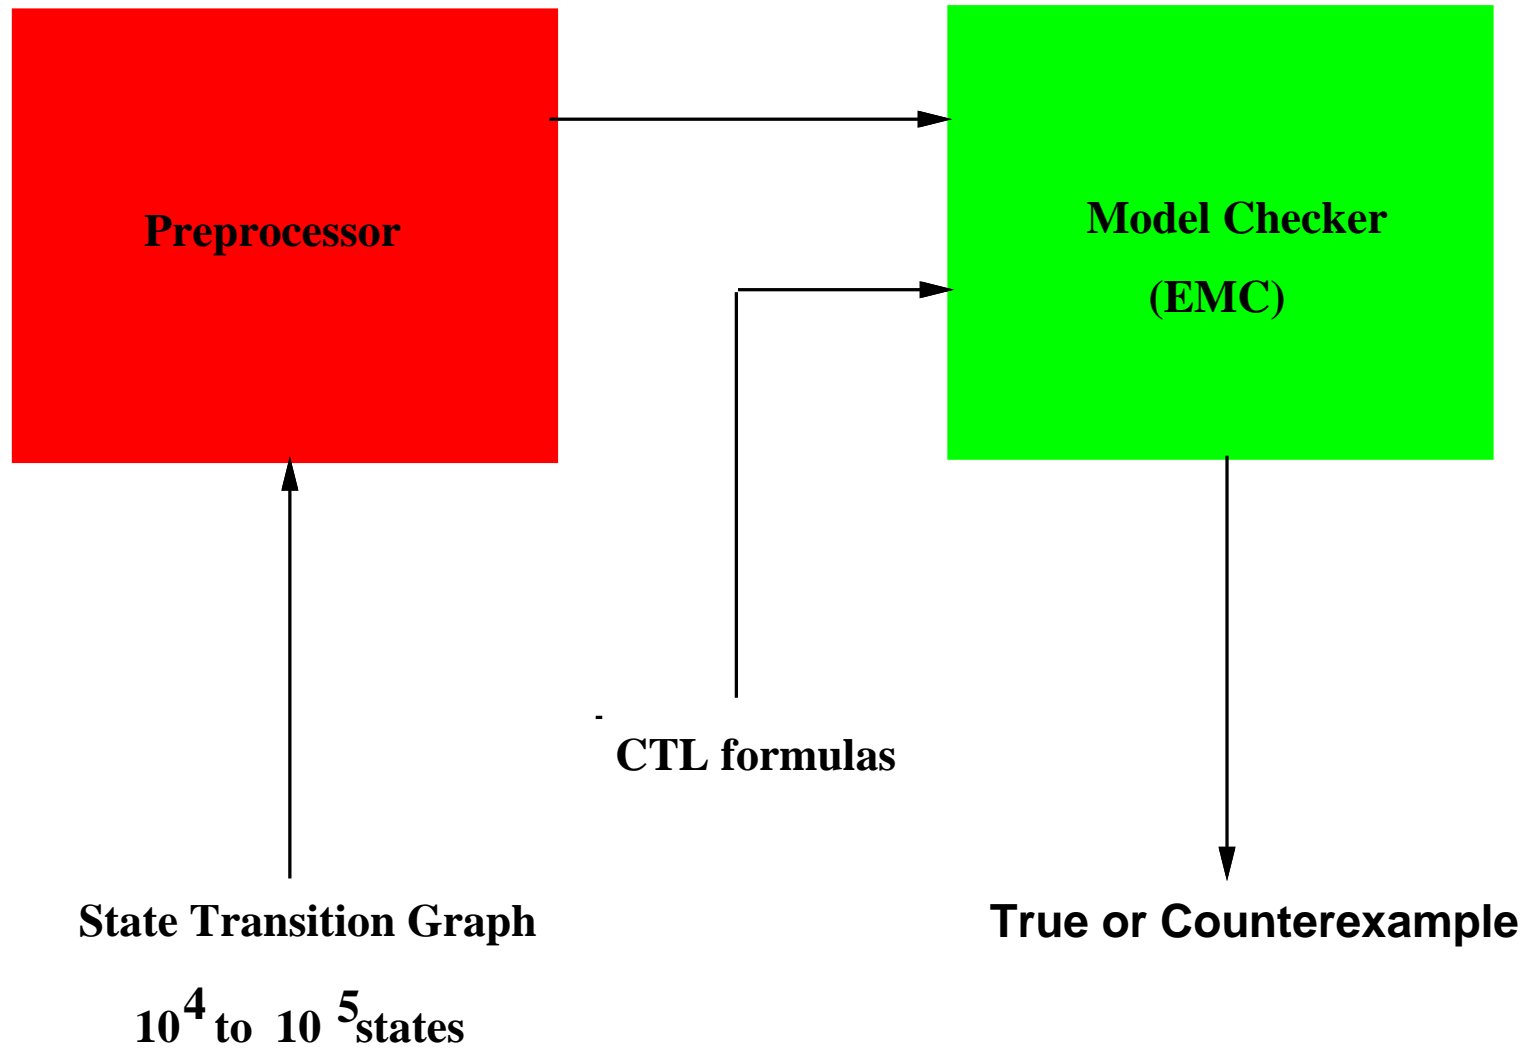 Preprocessor
Model Checker
(EMC)
CTL formulas
State Transition Graph
10^4 to 10^5 states
True or Counterexample